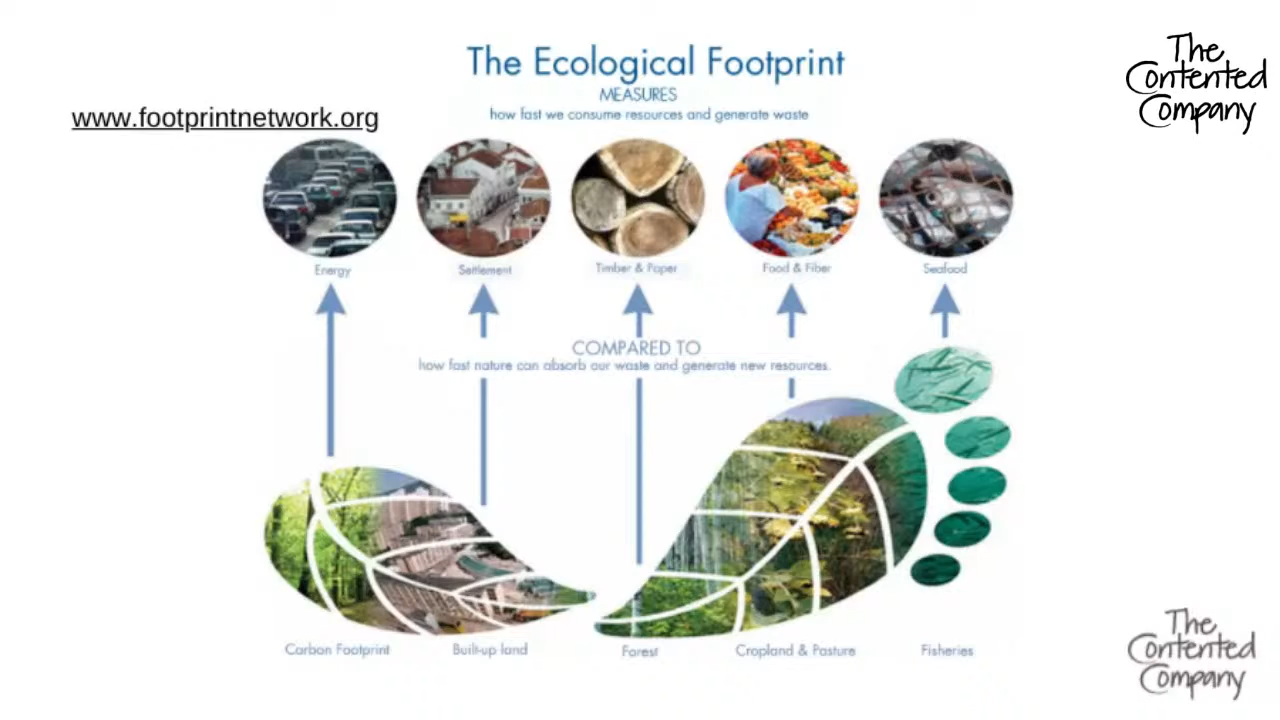 The Ecological Footprint
MEASURES
how fast we consume resources and generate waste
www.footprintnetwork.org
The
Contented
Company
Energy
Settlement
Timber & Paper
Food & Fiber
Seafood
COMPARED TO
how fast nature can absorb our waste and generate new resources.
Carbon Footprint
Built-up land
Forest
Cropland & Pasture
Fisheries
The
Contented
Company